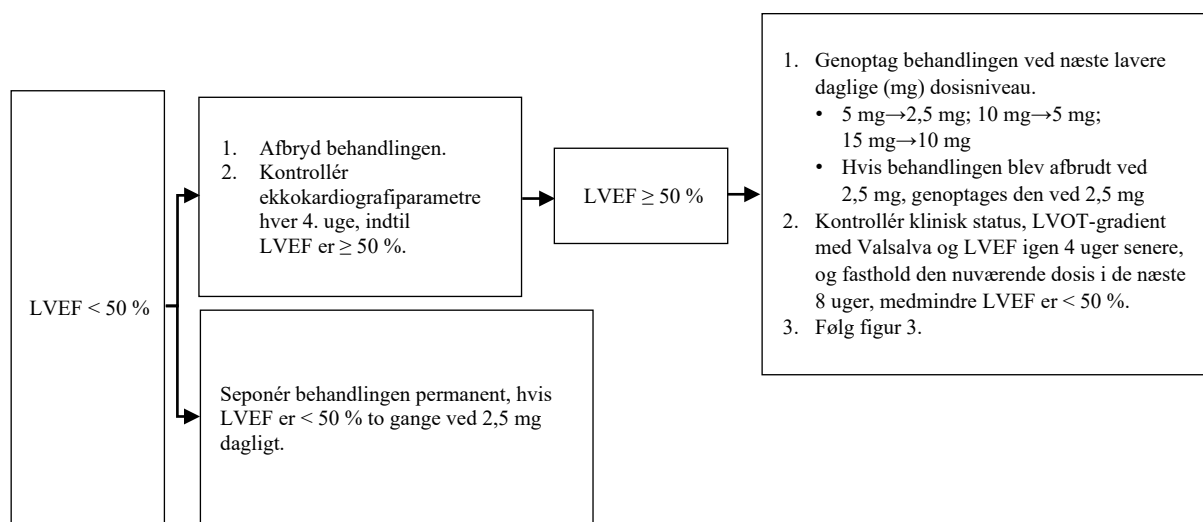 LVEF < 50 %
1. Afbryd behandlingen.
2. Kontrollér
ekkokardiografiparametre
hver 4. uge, indtil
LVEF er ≥ 50 %.
LVEF ≥ 50 %
1. Genoptag behandlingen ved næste lavere
daglige (mg) dosisniveau.
• 5 mg→2,5 mg; 10 mg→5 mg;
15 mg→10 mg
• Hvis behandlingen blev afbrudt ved
2,5 mg, genoptages den ved 2,5 mg
2. Kontrollér klinisk status, LVOT-gradient
med Valsalva og LVEF igen 4 uger senere,
og fasthold den nuværende dosis i de næste
8 uger, medmindre LVEF er < 50 %.
3. Følg figur 3.
Seponér behandlingen permanent, hvis
LVEF er < 50 % to gange ved 2,5 mg
dagligt.